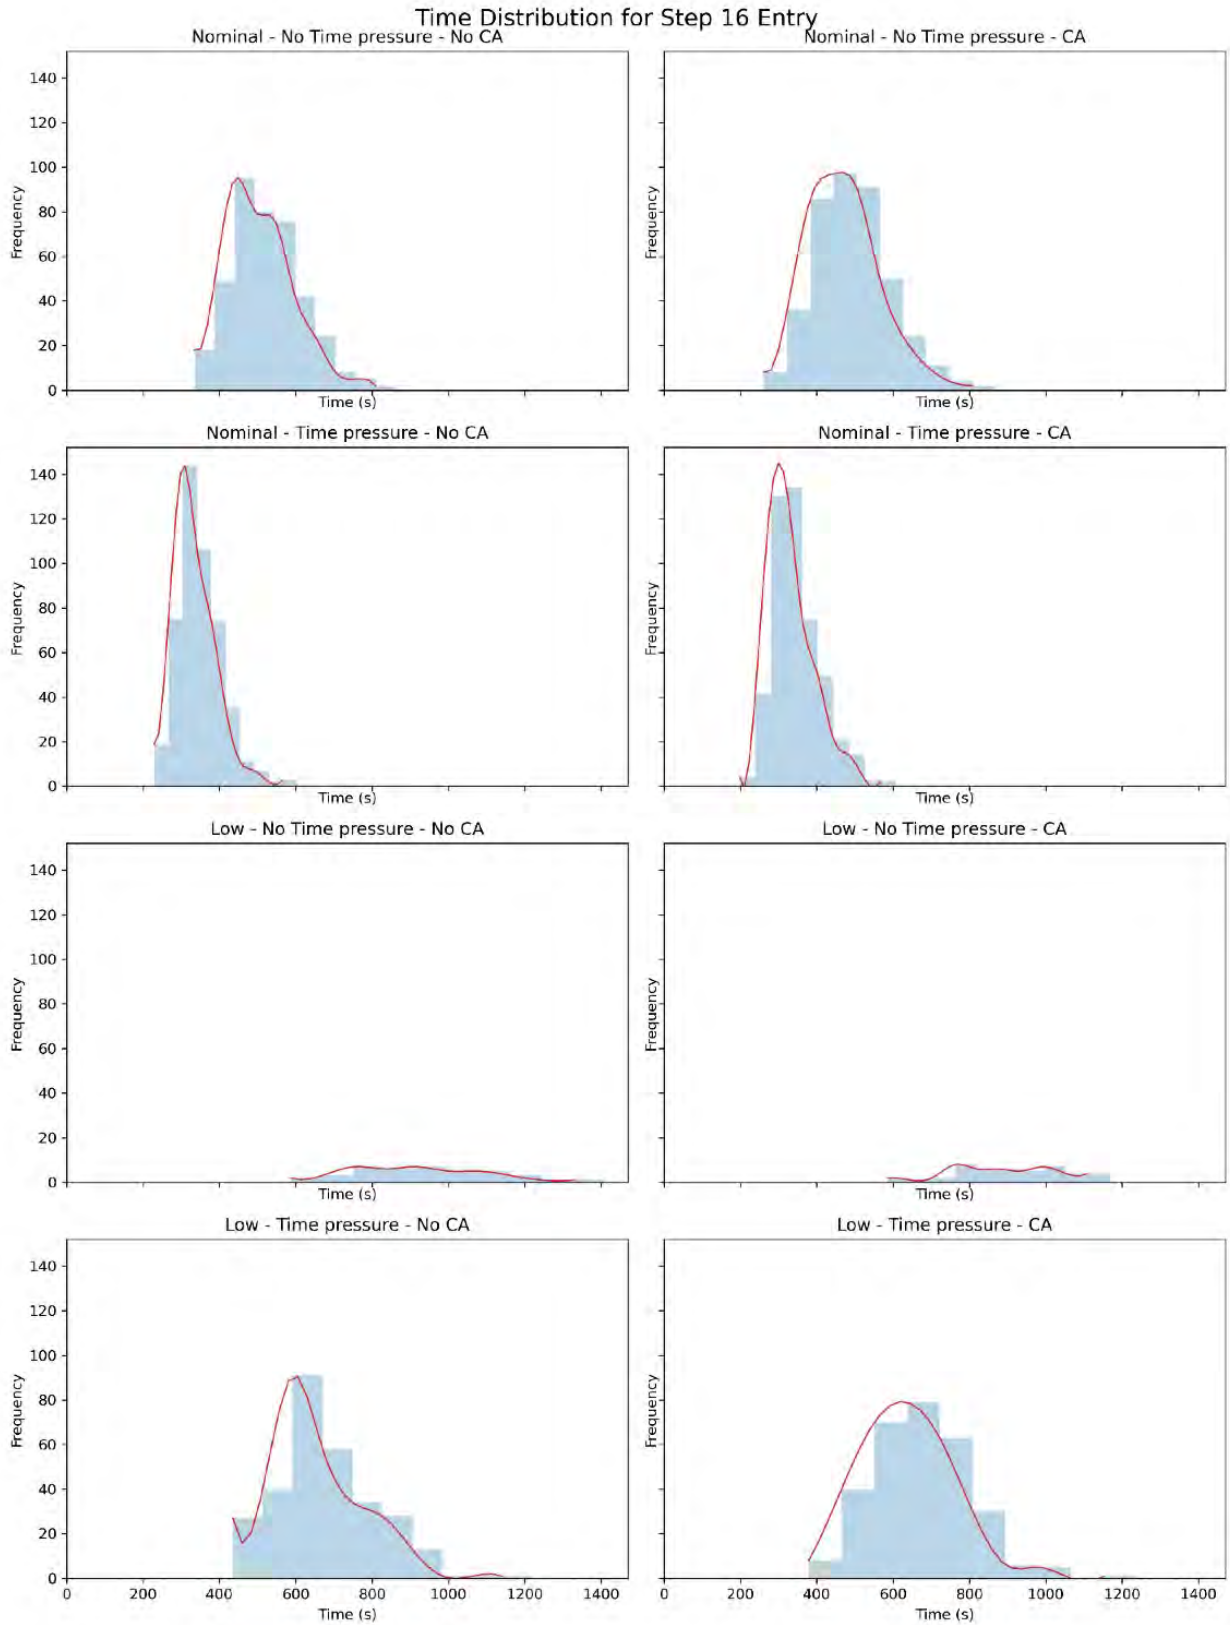 Time Distribution for Step 16 Entry
Nominal - No Time pressure - No CA
Nominal - No Time pressure - CA
140
120
100
80
60
40
20
0
Frequency
Time (s)
Frequency
Time (s)
Nominal - Time pressure - No CA
Nominal - Time pressure - CA
140
120
100
80
60
40
20
0
Frequency
Time (s)
Frequency
Time (s)
Low - No Time pressure - No CA
Low - No Time pressure - CA
140
120
100
80
60
40
20
0
Frequency
Time (s)
Frequency
Time (s)
Low - Time pressure - No CA
Low - Time pressure - CA
140
120
100
80
60
40
20
0
Frequency
0 200 400 600 800 1000 1200 1400
Time (s)
Frequency
0 200 400 600 800 1000 1200 1400
Time (s)